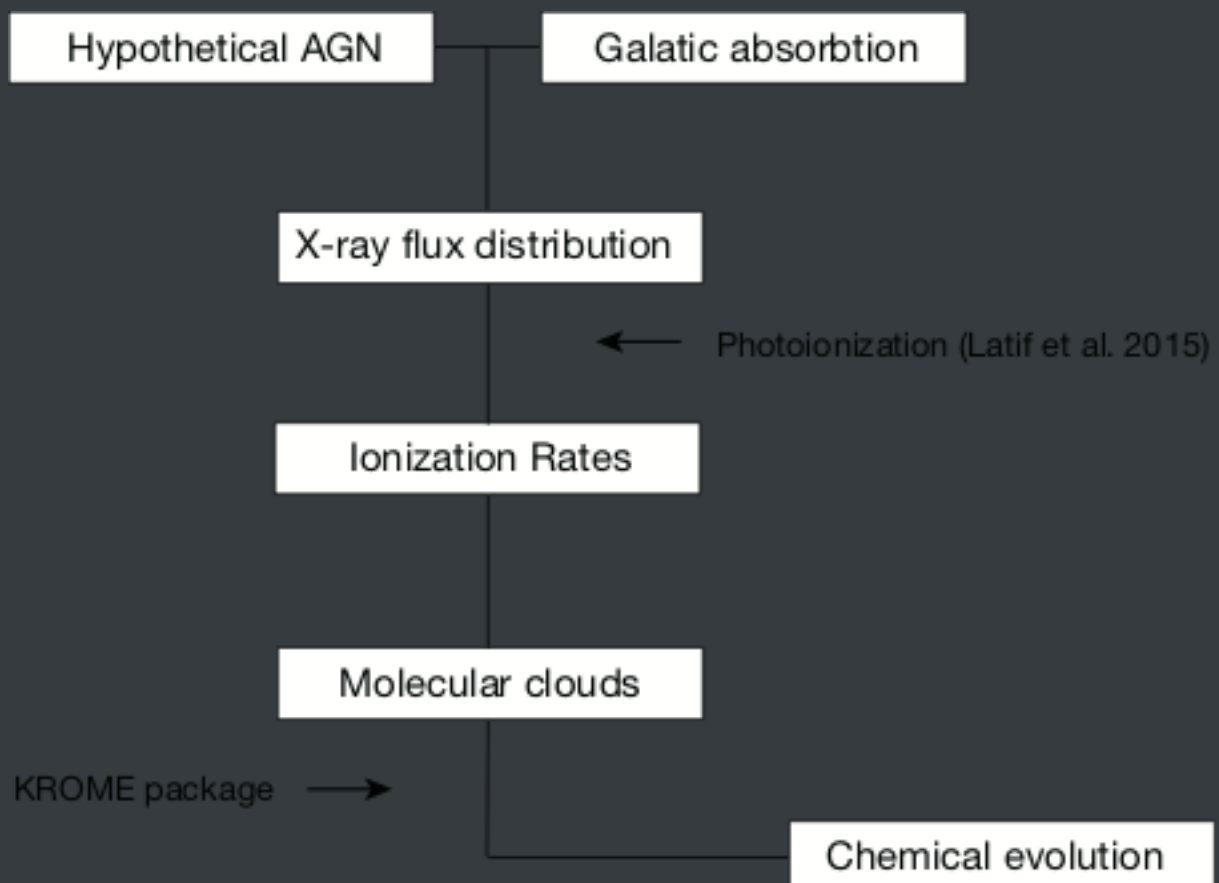 Hypothetical AGN
Galatic absorbtion
X-ray flux distribution
Photoionization (Latif et al. 2015)
Ionization Rates
Molecular clouds
KROME package
Chemical evolution